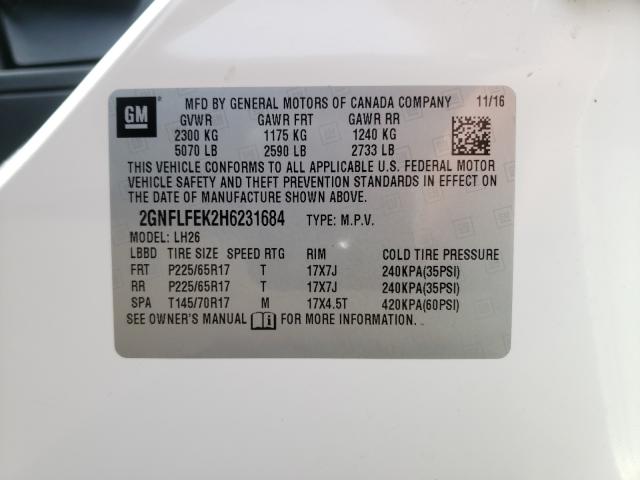 GM MFD BY GENERAL MOTORS OF CANADA COMPANY 11/16
GVWR GAWR FRT GAWR RR
2300 KG 1175 KG 1240 KG
5070 LB 2590 LB 2733 LB
THIS VEHICLE CONFORMS TO ALL APPLICABLE U.S. FEDERAL MOTOR
VEHICLE SAFETY AND THEFT PREVENTION STANDARDS IN EFFECT ON
THE DATE OF MANUFACTURE SHOWN ABOVE.
2GNFLFEK2H6231684 TYPE: M.P.V.
MODEL: LH26
LBBD TIRE SIZE SPEED RTG RIM COLD TIRE PRESSURE
FRT P225/65R17 T 17X7J 240KPA(35PSI)
RR P225/65R17 T 17X7J 240KPA(35PSI)
SPA T145/70R17 M 17X4.5T 420KPA(60PSI)
SEE OWNER'S MANUAL FOR MORE INFORMATION.